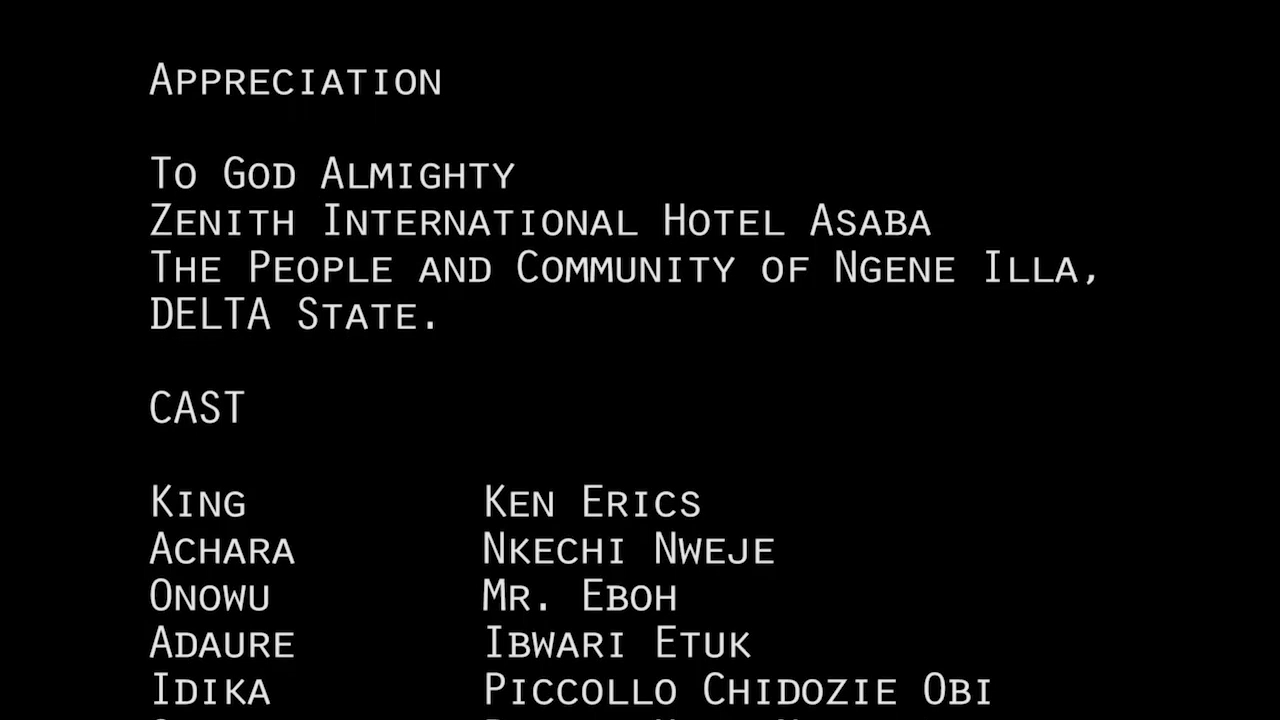 Appreciation
To God Almighty
Zenith International Hotel Asaba
The People and Community of Ngene Illa,
DELTA State.
CAST
King Ken Erics
Achara Nkechi Nweje
Onowu Mr. Eboh
Adaure Ibwari Etuk
Idika Piccollo Chidozie Obi